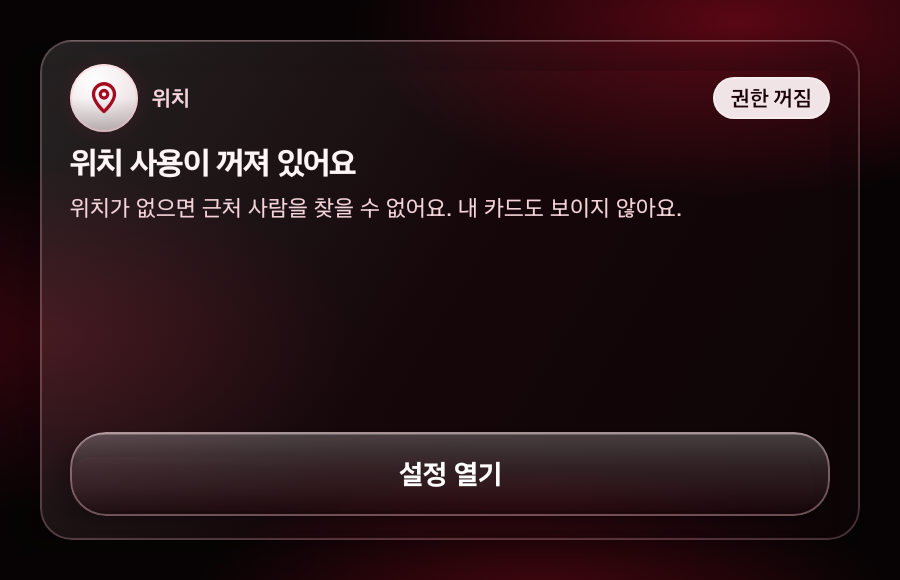 위치
권한 꺼짐
위치 사용이 꺼져 있어요
위치가 없으면 근처 사람을 찾을 수 없어요. 내 카드도 보이지 않아요.
설정 열기